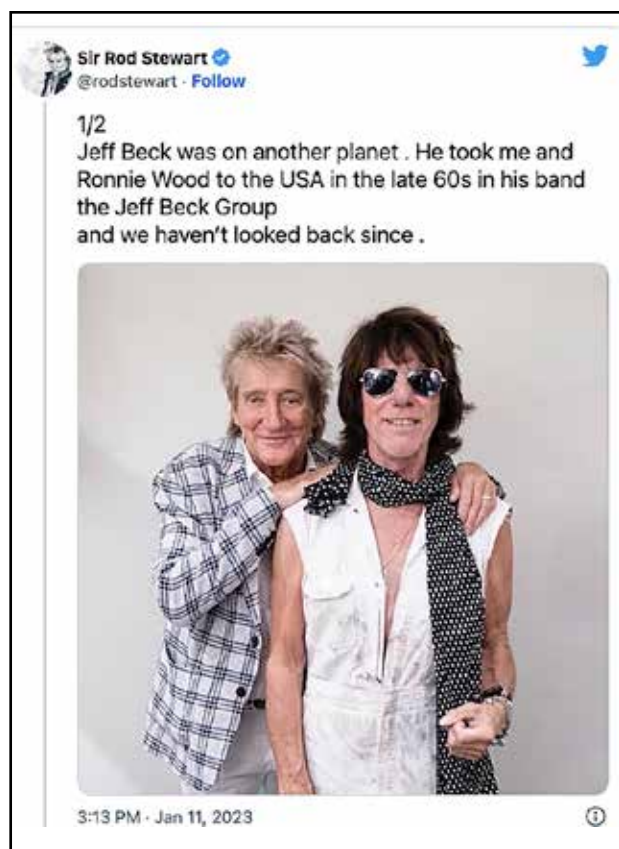 Sir Rod Stewart
@rodstewart · Follow
1/2
Jeff Beck was on another planet . He took me and
Ronnie Wood to the USA in the late 60s in his band
the Jeff Beck Group
and we haven’t looked back since .
3:13 PM · Jan 11, 2023